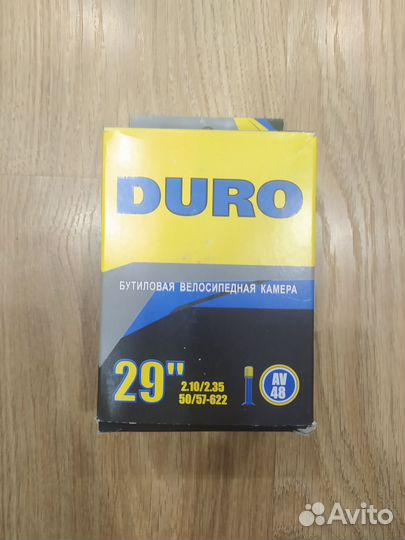 DURO
БУТИЛОВАЯ ВЕЛОСИПЕДНАЯ КАМЕРА
29" 2.10/2.35
50/57-622
AV
48
Avito